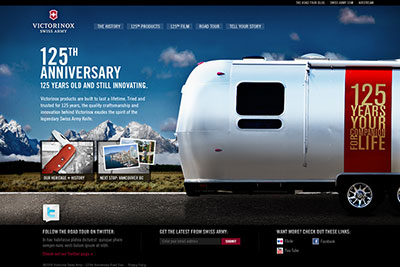 THE ROAD TOUR BLOG
SWISS ARMY.COM
AIRSTREAM
VICTORINOX
SWISS ARMY
THE HISTORY
125TH PRODUCTS
125TH FILM
ROAD TOUR
TELL YOUR STORY
125TH
ANNIVERSARY
125 YEARS OLD AND STILL INNOVATING.
Victorinox products are built to last a lifetime. Tried and
trusted for 125 years, the quality craftsmanship and
innovation behind Victorinox exudes the spirit of the
legendary Swiss Army Knife.
125
YEARS
YOUR
COMPANION
FOR LIFE
OUR HERITAGE + HISTORY
NEXT STOP: VANCOUVER BC
FOLLOW THE ROAD TOUR ON TWITTER:
GET THE LATEST FROM SWISS ARMY:
Enter your email address
SUBMIT
WANT MORE? CHECK OUT THESE LINKS:
Flickr
Facebook
You Tube